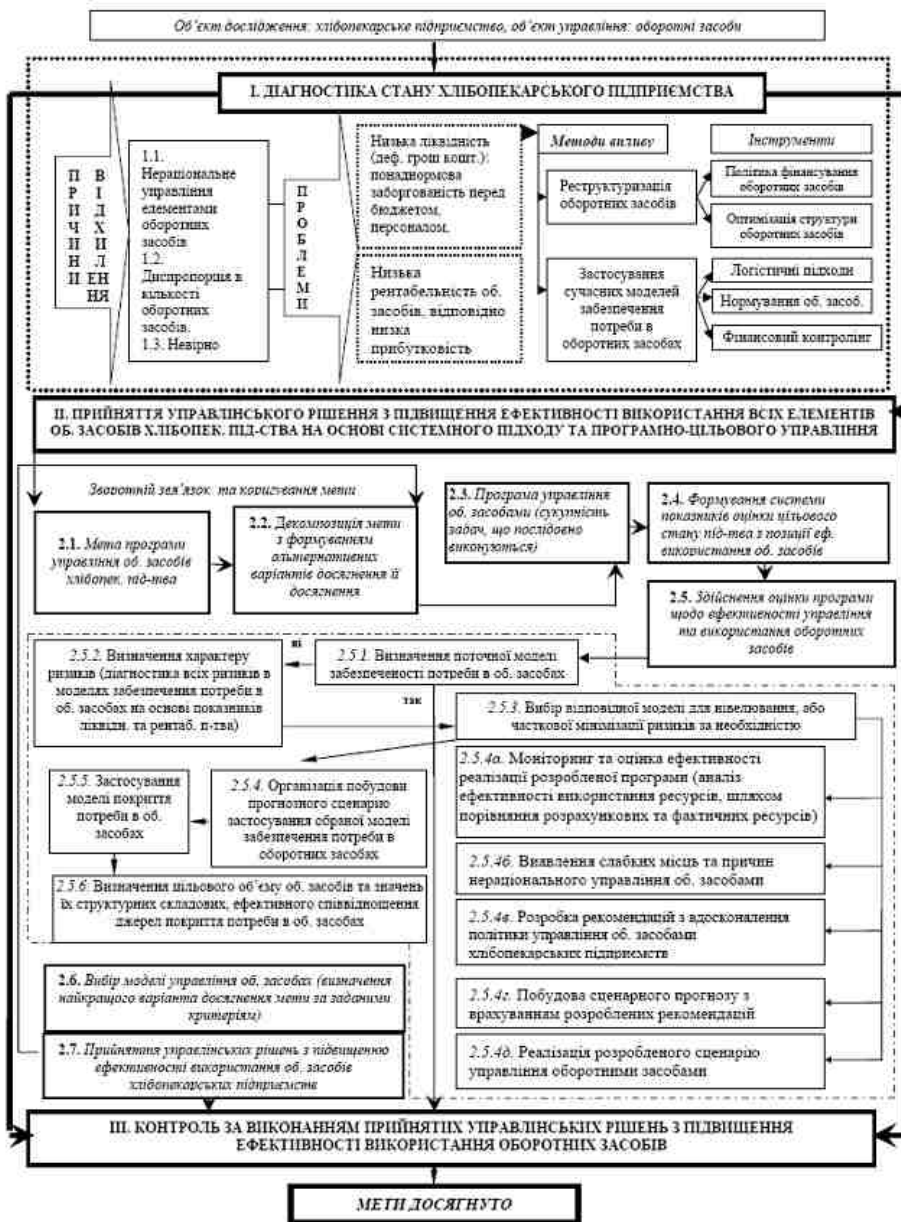 Об’єкт дослідження: хлібопекарське підприємство, об’єкт управління: оборотні засоби
І. ДІАГНОСТИКА СТАНУ ХЛІБОПЕКАРСЬКОГО ПІДПРИЄМСТВА
ПРИЧИНИ
ВІДХИЛЕННЯ
1.1.
Нераціональне
управління
елементами
оборотних
засобів
1.2.
Диспропорція в
кількості
оборотних
засобів.
1.3. Невірно
ПРОБЛЕМИ
Низька ліквідність
(деф. грош кошт.):
понаднормова
заборгованість перед
бюджетом,
персоналом,
Низька
рентабельність об.
засобів, відповідно
низка
прибутковість
Методи впливу
Реструктуризація
оборотних засобів
Застосування
сучасних моделей
забезпечення
потреби в
оборотних засобах
Інструменти
Політика фінансування
оборотних засобів
Оптимізація структури
оборотних засобів
Логістичні підходи
Нормування об. засоб.
Фінансовий контролінг
ІІ. ПРИЙНЯТТЯ УПРАВЛІНСЬКОГО РІШЕННЯ З ПІДВИЩЕННЯ ЕФЕКТИВНОСТІ ВИКОРИСТАННЯ ВСІХ ЕЛЕМЕНТІВ
ОБ. ЗАСОБІВ ХЛІБОПЕК. ПІД-СТВА НА ОСНОВІ СИСТЕМНОГО ПІДХОДУ ТА ПРОГРАМНО-ЦІЛЬОВОГО УПРАВЛІННЯ
Зворотній зев’язок та коригування мети
2.1. Мета програми
управління об. засобів
хлібопек. під-тва
2.2. Декомпозиція мети
з формуванням
альтернативних
варіантів досягнення її
досягнення
2.3. Програма управління
об. засобами (сукупність
задач, що послідовно
виконуються)
2.4. Формування системи
показників оцінки цільового
стану під-тва з позиції еф.
використання об. засобів
2.5. Здійснення оцінки програми
щодо ефективності управління
та використання оборотних
засобів
2.5.2. Визначення характеру
ризиків (діагностика всіх ризиків в
моделях забезпечення потреби в
об. засобах на основі показників
ліквідн. та рентаб. п-тва)
ні
2.5.1. Визначення поточної моделі
забезпеченості потреби в об. засобах
так
2.5.3. Вибір відповідної моделі для нівелювання, або
часткової мінімізації ризиків за необхідністю
2.5.5. Застосування
моделі покриття
потреби в об.
засобах
2.5.4. Організація побудови
прогнозного сценарію
застосування обраної моделі
забезпечення потреби в
оборотних засобах
2.5.4а. Моніторинг та оцінка ефективності
реалізації розробленої програми (аналіз
ефективності використання ресурсів, шляхом
порівняння розрахункових та фактичних ресурсів)
2.5.4б. Виявлення слабких місць та причин
нераціонального управління об. засобами
2.5.6. Визначення цільового об’єму об. засобів та значень
їх структурних складових, ефективного співвідношення
джерел покриття потреби в об. засобах
2.5.4в. Розробка рекомендацій з вдосконалення
політики управління об. засобами
хлібопекарських підприємств
2.6. Вибір моделі управління об. засобах (визначення
найкращого варіанта досягнення мети за заданими
критеріям)
2.5.4г. Побудова сценарного прогнозу з
врахуванням розроблених рекомендацій
2.7. Прийняття управлінських рішень з підвищенню
ефективності використання об. засобів
хлібопекарських підприємств
2.5.4д. Реалізація розробленого сценарію
управління оборотними засобами
ІІІ. КОНТРОЛЬ ЗА ВИКОНАННЯМ ПРИЙНЯТИХ УПРАВЛІНСЬКИХ РІШЕНЬ З ПІДВИЩЕННЯ
ЕФЕКТИВНОСТІ ВИКОРИСТАННЯ ОБОРОТНИХ ЗАСОБІВ
МЕТИ ДОСЯГНУТО